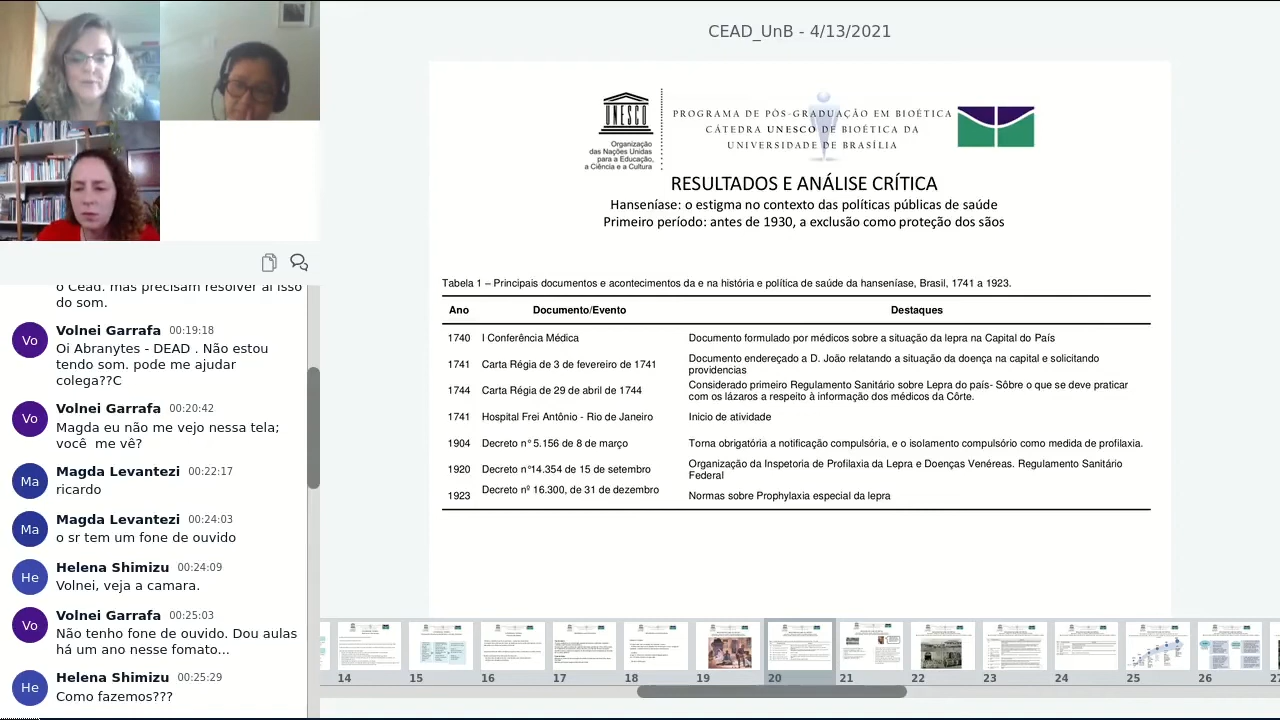 CEAD_UnB - 4/13/2021
UNESCO
Organização
das Nações Unidas
para a Educação,
a Ciência e a Cultura
PROGRAMA DE PÓS-GRADUAÇÃO EM BIOÉTICA
CÁTEDRA UNESCO DE BIOÉTICA DA
UNIVERSIDADE DE BRASÍLIA
RESULTADOS E ANÁLISE CRÍTICA
Hanseníase: o estigma no contexto das políticas públicas de saúde
Primeiro período: antes de 1930, a exclusão como proteção dos sãos
Tabela 1 – Principais documentos e acontecimentos da e na história e política de saúde da hanseníase, Brasil, 1741 a 1923.
Ano Documento/Evento Destaques
1740 I Conferência Médica Documento formulado por médicos sobre a situação da lepra na Capital do País
1741 Carta Régia de 3 de fevereiro de 1741 Documento endereçado a D. João relatando a situação da doença na capital e solicitando
providencias
1744 Carta Régia de 29 de abril de 1744 Considerado primeiro Regulamento Sanitário sobre Lepra do país- Sôbre o que se deve praticar
com os lázaros a respeito à informação dos médicos da Côrte.
1741 Hospital Frei Antônio - Rio de Janeiro Inicio de atividade
1904 Decreto n° 5.156 de 8 de março Torna obrigatória a notificação compulsória, e o isolamento compulsório como medida de profilaxia.
1920 Decreto n°14.354 de 15 de setembro Organização da Inspetoria de Profilaxia da Lepra e Doenças Venéreas. Regulamento Sanitário
Federal
1923 Decreto nº 16.300, de 31 de dezembro Normas sobre Prophylaxia especial da lepra
o Cead. mas precisam resolver aí isso
do som.
Vo Volnei Garrafa 00:19:18
Oi Abranytes - DEAD . Não estou
tendo som. pode me ajudar
colega??C
Vo Volnei Garrafa 00:20:42
Magda eu não me vejo nessa tela;
você me vê?
Ma Magda Levantezi 00:22:17
ricardo
Ma Magda Levantezi 00:24:03
o sr tem um fone de ouvido
He Helena Shimizu 00:24:09
Volnei, veja a camara.
Vo Volnei Garrafa 00:25:03
Não tenho fone de ouvido. Dou aulas
há um ano nesse fomato...
He Helena Shimizu 00:25:29
Como fazemos???
14 15 16 17 18 19 20 21 22 23 24 25 26 27